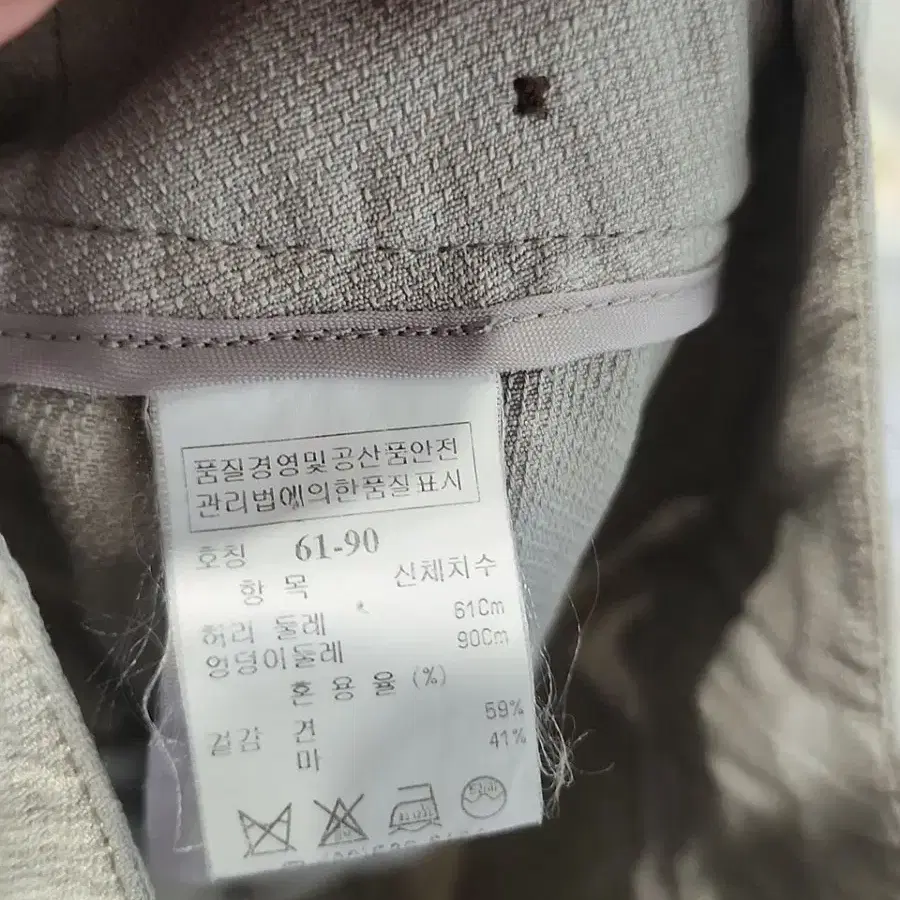 품질경영및공산품안전
관리법에의한품질표시
호칭 61-90
항 목 신체치수
허리 둘레 61Cm
엉덩이둘레 90Cm
혼 용 율 (%)
겉감 견 59%
마 41%